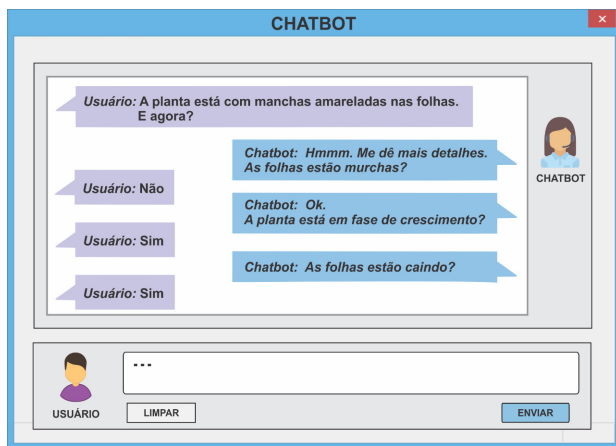 CHATBOT
Usuário: A planta está com manchas amareladas nas folhas.
E agora?
Chatbot: Hmmm. Me dê mais detalhes.
As folhas estão murchas?
CHATBOT
Usuário: Não
Chatbot: Ok.
A planta está em fase de crescimento?
Usuário: Sim
Chatbot: As folhas estão caindo?
Usuário: Sim
---
USUÁRIO
LIMPAR
ENVIAR